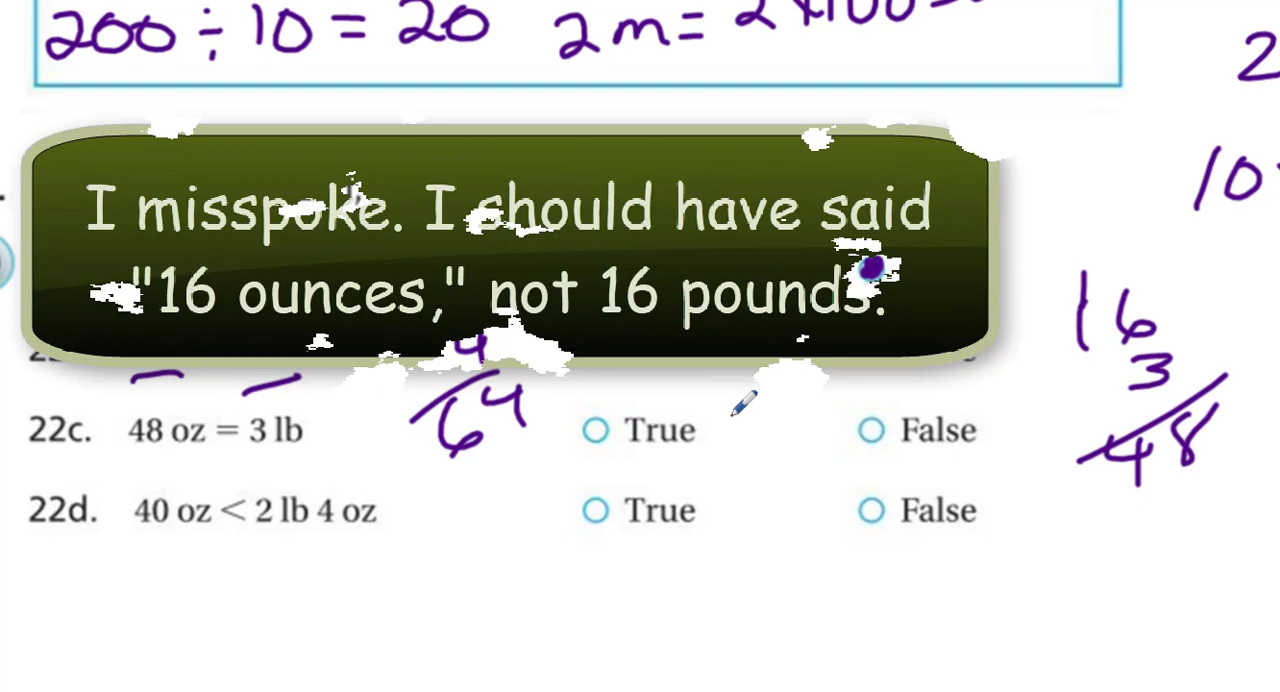 200 ÷ 10 = 20 2 m = 2 × 100 =
2
10
I misspoke. I should have said
"16 ounces," not 16 pounds.
16
3
48
4
64
22c. 48 oz = 3 lb True False
22d. 40 oz < 2 lb 4 oz True False